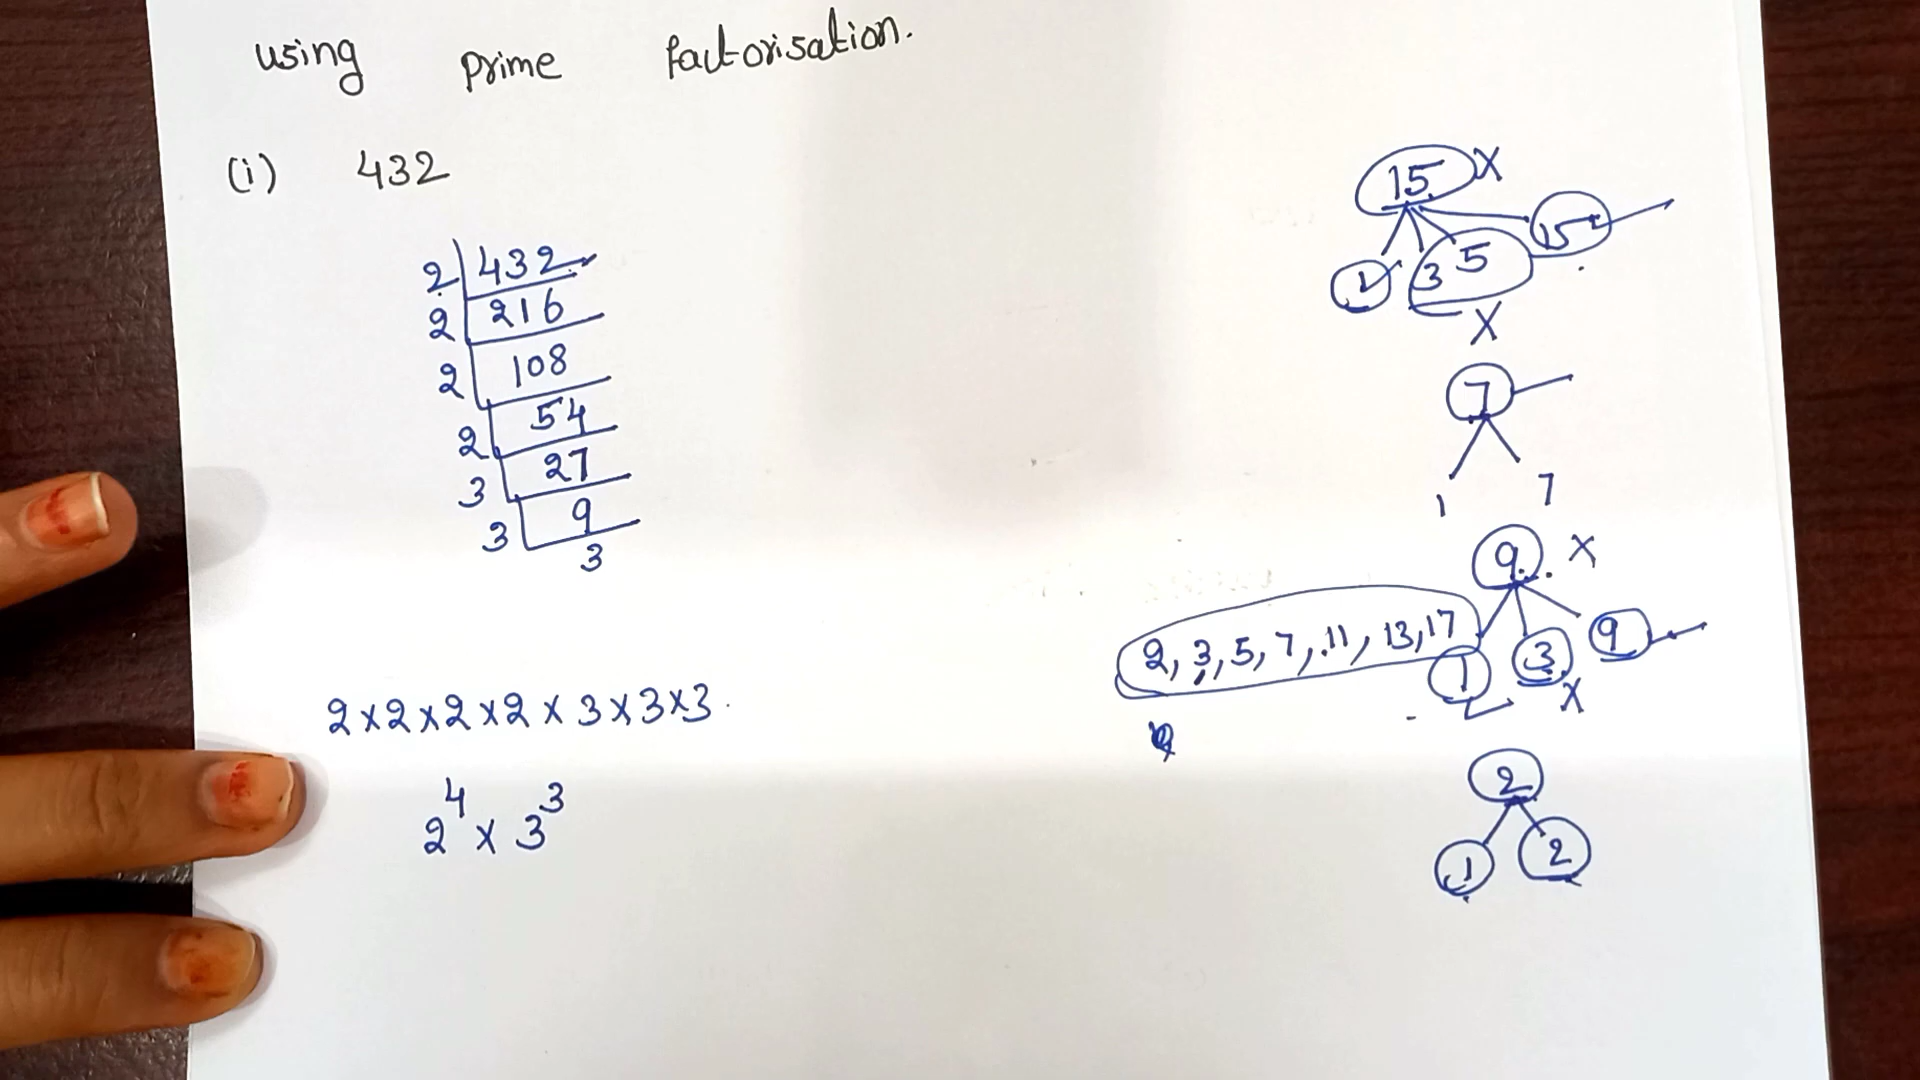 using prime factorisation.
(i) 432
2 | 432
2 | 216
2 | 108
2 | 54
3 | 27
3 | 9
3
2 x 2 x 2 x 2 x 3 x 3 x 3
2⁴ x 3³
15 X
1 3 5 15
X
7
1 7
9 X
2, 3, 5, 7, 11, 13, 17
1 3 9
X
2
1 2